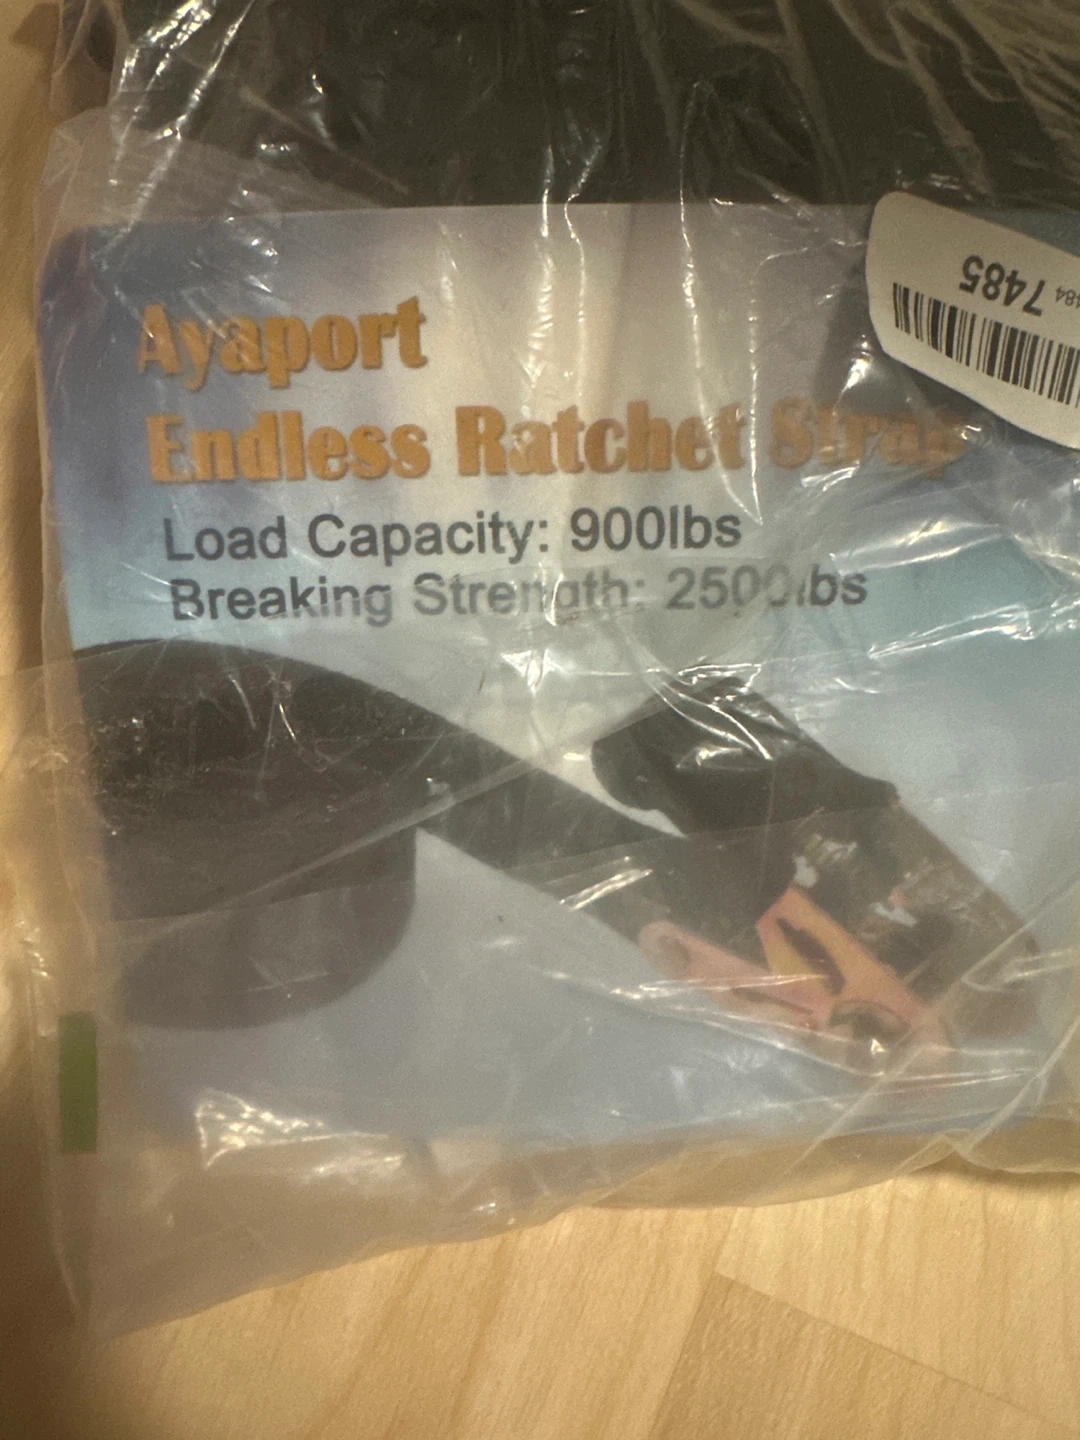 Ayaport
Endless Ratchet Strap
Load Capacity: 900lbs
Breaking Strength: 2500lbs
7485